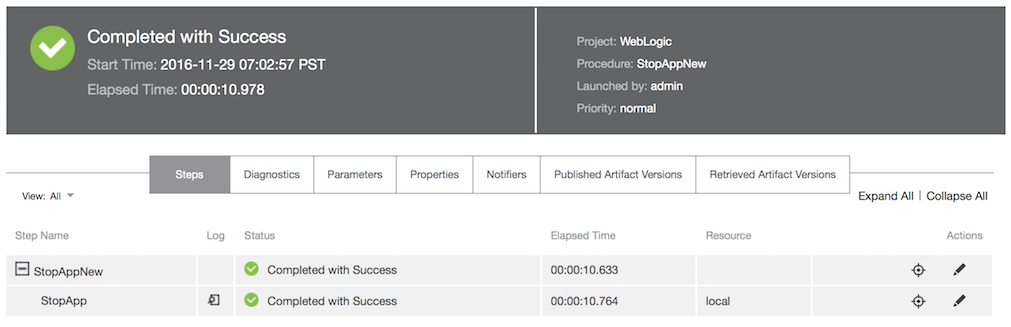 Completed with Success
Start Time: 2016-11-29 07:02:57 PST
Elapsed Time: 00:00:10.978
Project: WebLogic
Procedure: StopAppNew
Launched by: admin
Priority: normal
Steps Diagnostics Parameters Properties Notifiers Published Artifact Versions Retrieved Artifact Versions
View: All Expand All | Collapse All
Step Name Log Status Elapsed Time Resource Actions
StopAppNew Completed with Success 00:00:10.633
StopApp Completed with Success 00:00:10.764 local